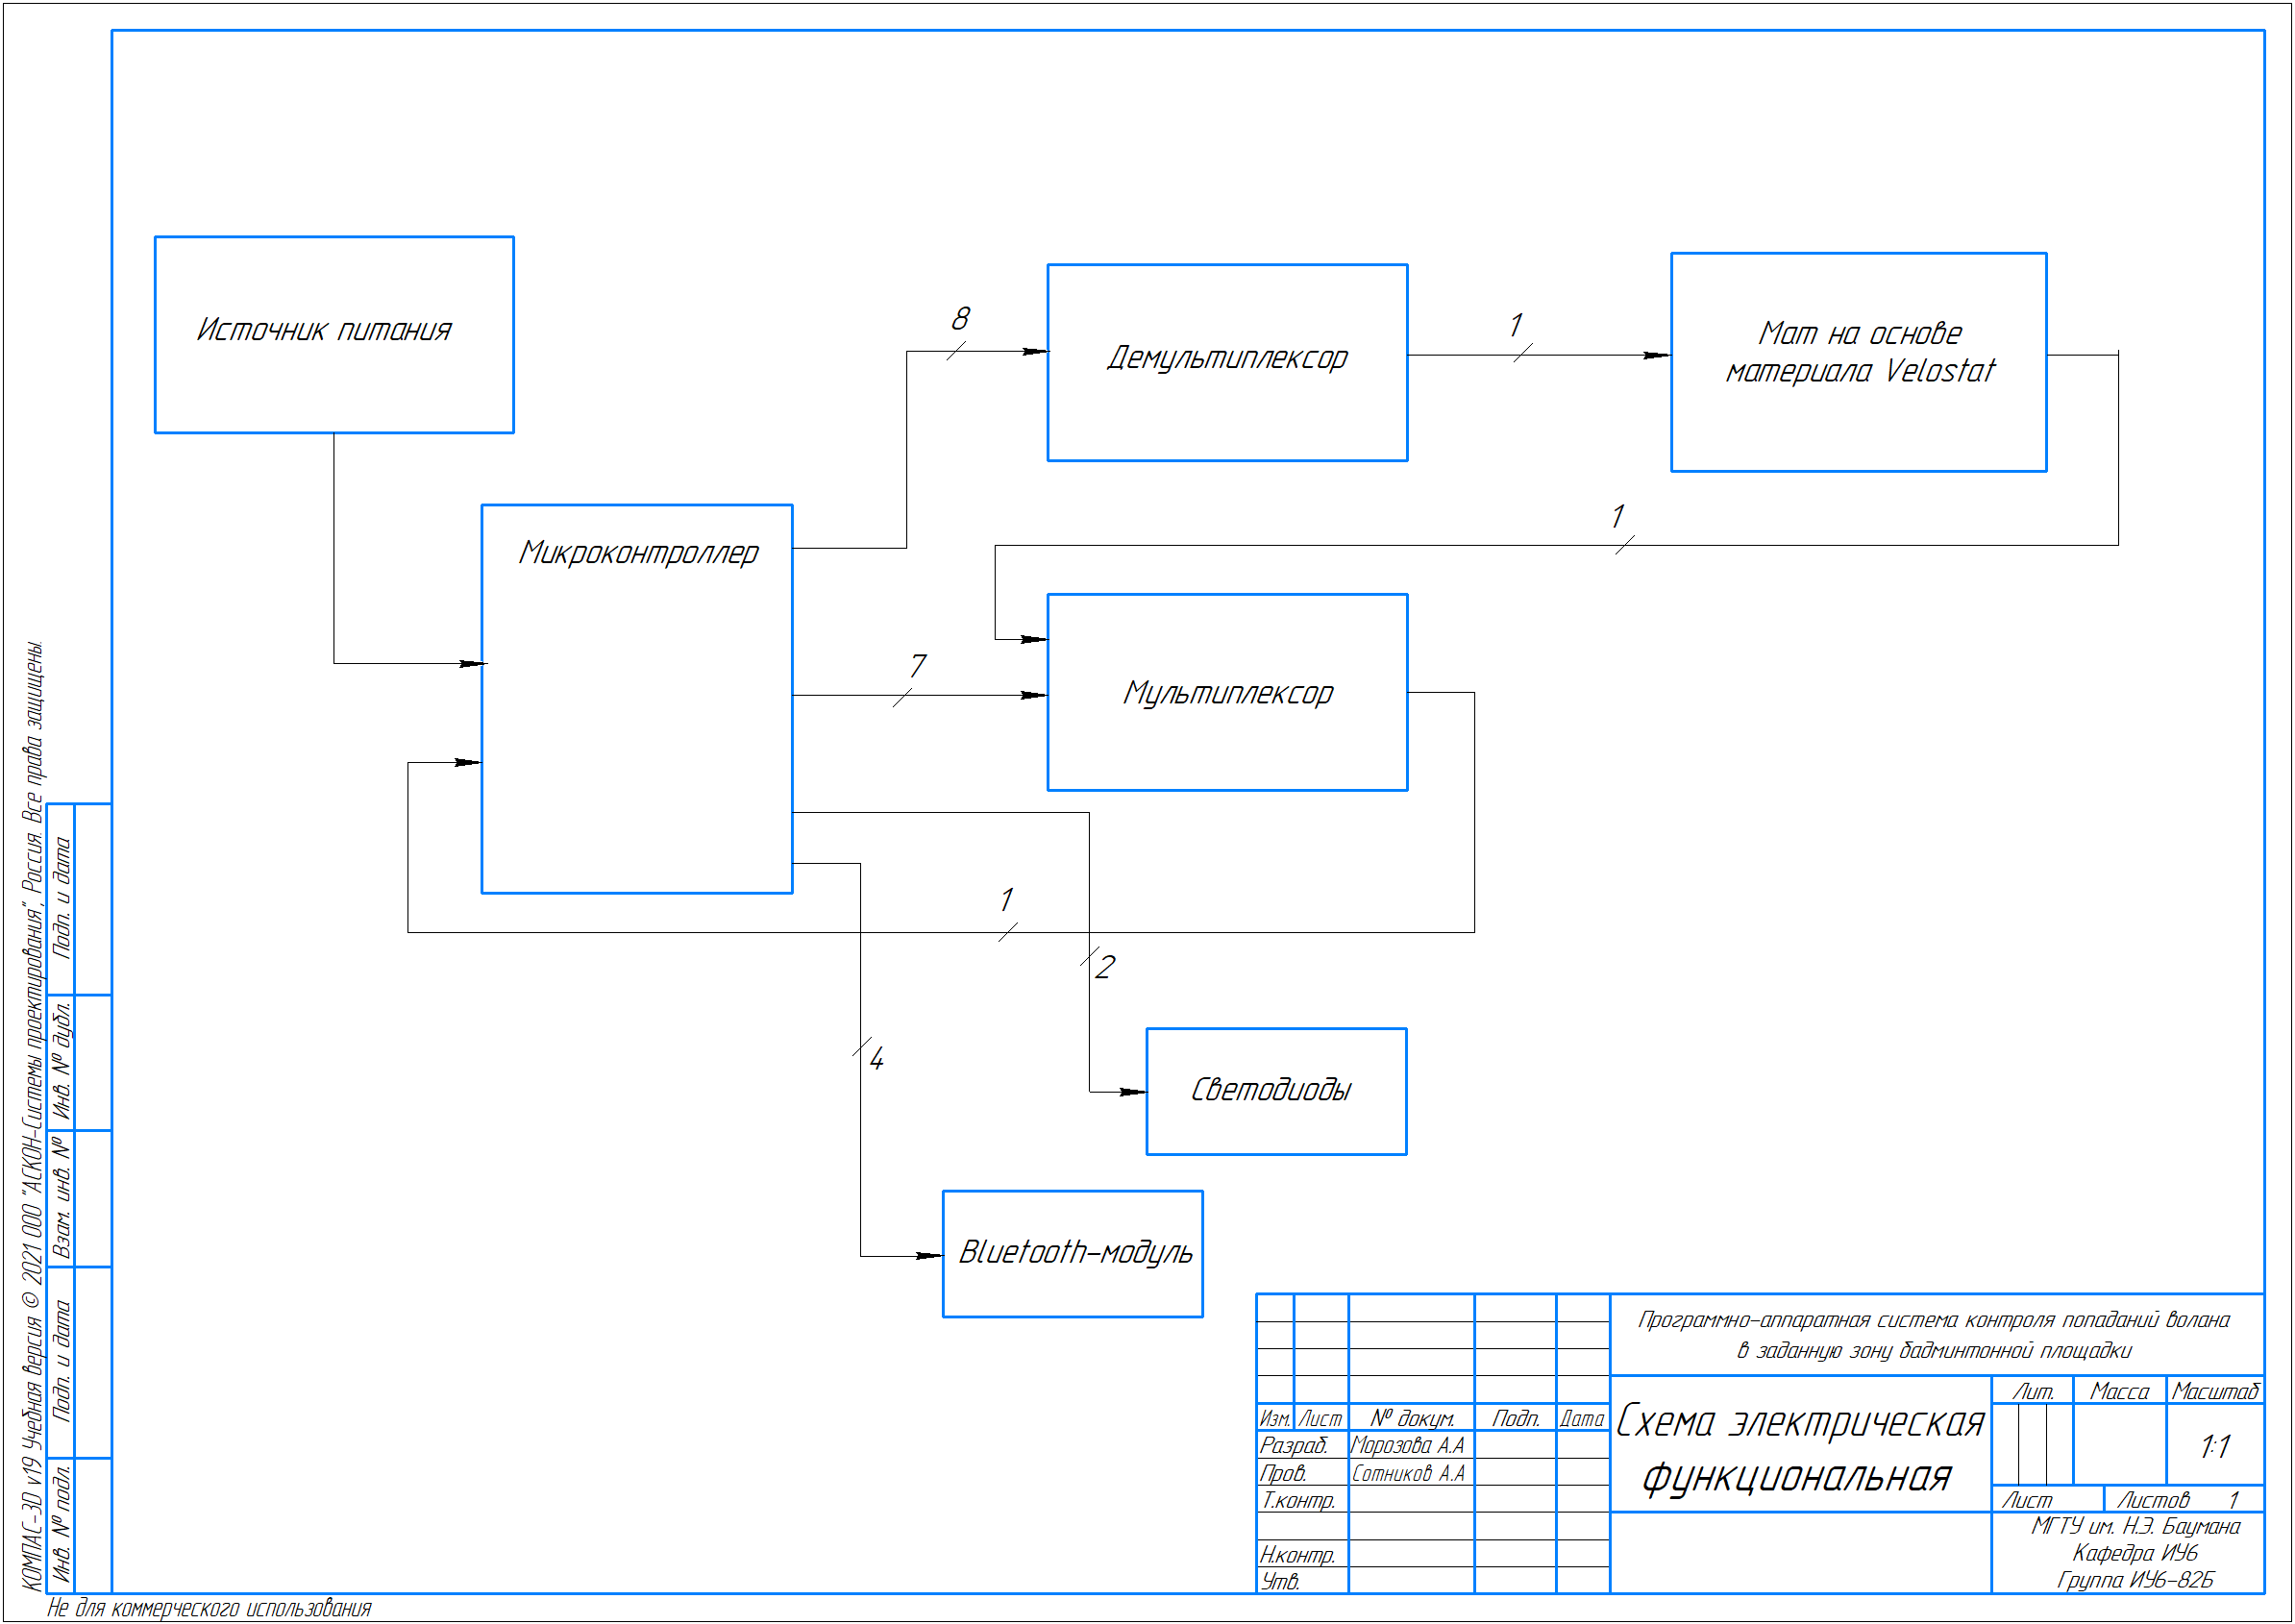 Источник питания
8
Демультиплексор
1
Мат на основе
материала Velostat
1
Микроконтроллер
7
Мультиплексор
1
2
4
Светодиоды
Bluetooth-модуль
КОМПАС-3D v19 Учебная версия © 2021 ООО "АСКОН-Системы проектирования", Россия. Все права защищены.
Подп. и дата
Инв. № дубл.
Взам. инв. №
Подп. и дата
Инв. № подл.
Программно-аппаратная система контроля попаданий волана
в заданную зону бадминтонной площадки
Изм. Лист № докум. Подп. Дата
Разраб. Морозова А.А
Пров. Сотников А.А
Т.контр.
Н.контр.
Утв.
Схема электрическая
функциональная
Лит. Масса Масштаб
1:1
Лист Листов 1
МГТУ им. Н.Э. Баумана
Кафедра ИУ6
Группа ИУ6-82Б
Не для коммерческого использования